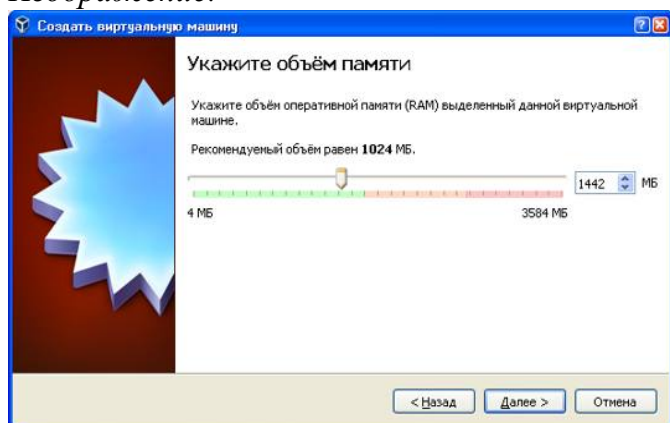 Создать виртуальную машину
Укажите объём памяти
Укажите объём оперативной памяти (RAM) выделенный данной виртуальной
машине.
Рекомендуемый объём равен 1024 МБ.
1442 МБ
4 МБ 3584 МБ
< Назад Далее > Отмена